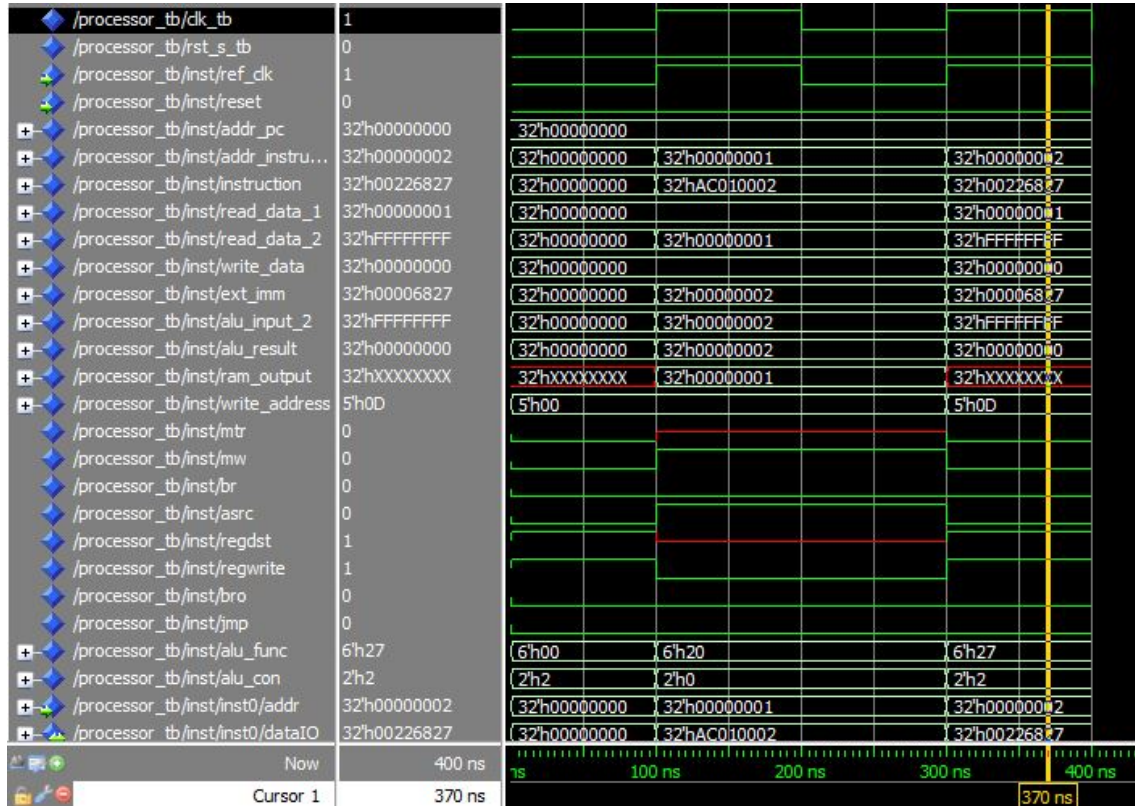 /processor_tb/clk_tb 1
/processor_tb/rst_s_tb 0
/processor_tb/inst/ref_clk 1
/processor_tb/inst/reset 0
/processor_tb/inst/addr_pc 32'h00000000 32'h00000000
/processor_tb/inst/addr_instru... 32'h00000002 32'h00000000 32'h00000001 32'h00000002
/processor_tb/inst/instruction 32'h00226827 32'h00000000 32'hAC010002 32'h00226827
/processor_tb/inst/read_data_1 32'h00000001 32'h00000000 32'h00000001
/processor_tb/inst/read_data_2 32'hFFFFFFFF 32'h00000000 32'h00000001 32'hFFFFFFFF
/processor_tb/inst/write_data 32'h00000000 32'h00000000 32'h00000000
/processor_tb/inst/ext_imm 32'h00006827 32'h00000000 32'h00000002 32'h00006827
/processor_tb/inst/alu_input_2 32'hFFFFFFFF 32'h00000000 32'h00000002 32'hFFFFFFFF
/processor_tb/inst/alu_result 32'h00000000 32'h00000000 32'h00000002 32'h00000000
/processor_tb/inst/ram_output 32'hXXXXXXXX 32'hXXXXXXXX 32'h00000001 32'hXXXXXXXX
/processor_tb/inst/write_address 5'h0D 5'h00 5'h0D
/processor_tb/inst/mtr 0
/processor_tb/inst/mw 0
/processor_tb/inst/br 0
/processor_tb/inst/asrc 0
/processor_tb/inst/regdst 1
/processor_tb/inst/regwrite 1
/processor_tb/inst/bro 0
/processor_tb/inst/jmp 0
/processor_tb/inst/alu_func 6'h27 6'h00 6'h20 6'h27
/processor_tb/inst/alu_con 2'h2 2'h2 2'h0 2'h2
/processor_tb/inst/inst0/addr 32'h00000002 32'h00000000 32'h00000001 32'h00000002
/processor_tb/inst/inst0/dataIO 32'h00226827 32'h00000000 32'hAC010002 32'h00226827
Now 400 ns ns 100 ns 200 ns 300 ns 400 ns
Cursor 1 370 ns 370 ns